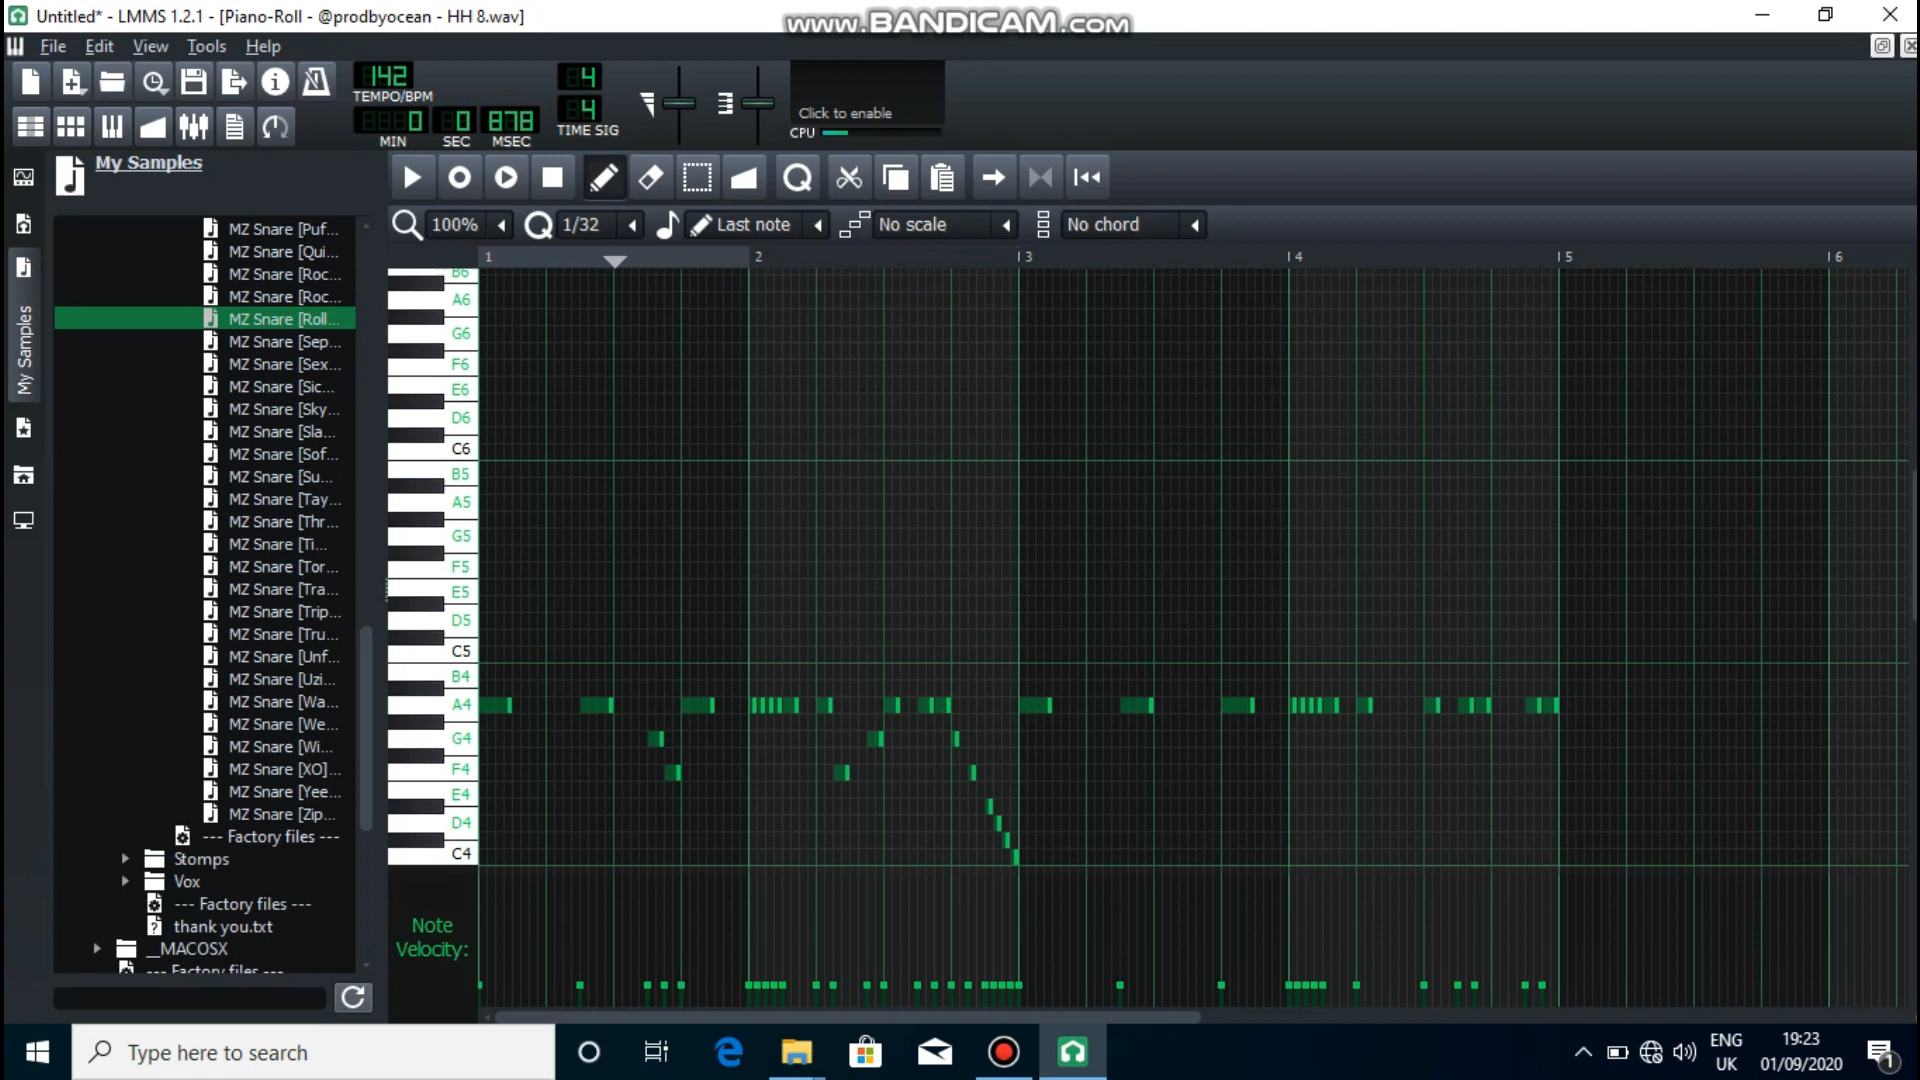 Untitled* - LMMS 1.2.1 - [Piano-Roll - @prodbyocean - HH 8.wav]
www.BANDICAM.com
File Edit View Tools Help
142
TEMPO/BPM
0 0 878
MIN SEC MSEC
4
4
TIME SIG
Click to enable
CPU
My Samples
My Samples
100% 1/32 Last note No scale No chord
1 2 3 4 5 6
MZ Snare [Puf...
MZ Snare [Qui...
MZ Snare [Roc...
MZ Snare [Roc...
MZ Snare [Roll...
MZ Snare [Sep...
MZ Snare [Sex...
MZ Snare [Sic...
MZ Snare [Sky...
MZ Snare [Sla...
MZ Snare [Sof...
MZ Snare [Su...
MZ Snare [Tay...
MZ Snare [Thr...
MZ Snare [Ti...
MZ Snare [Tor...
MZ Snare [Tra...
MZ Snare [Trip...
MZ Snare [Tru...
MZ Snare [Unf...
MZ Snare [Uzi...
MZ Snare [Wa...
MZ Snare [We...
MZ Snare [Wi...
MZ Snare [XO]...
MZ Snare [Yee...
MZ Snare [Zip...
--- Factory files ---
Stomps
Vox
--- Factory files ---
thank you.txt
__MACOSX
--- Factory files ---
B6
A6
G6
F6
E6
D6
C6
B5
A5
G5
F5
E5
D5
C5
B4
A4
G4
F4
E4
D4
C4
Note
Velocity:
Type here to search
ENG
UK
19:23
01/09/2020
1